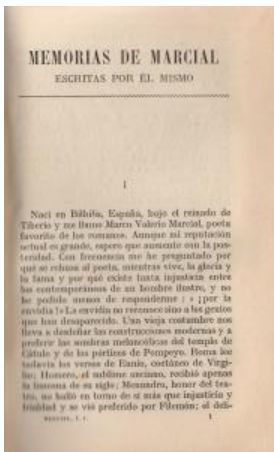 MEMORIAS DE MARCIAL
ESCRITAS POR ÉL MISMO
I
Nací en Bílbilis, España, bajo el reinado de
Tiberio y me llamo Marco Valerio Marcial, poeta
favorito de los romanos. Aunque mi reputación
actual es grande, espero que aumente con la pos-
teridad. Con frecuencia me he preguntado por
qué se rehusa al poeta, mientras vive, la gloria y
la fama y por qué existe tanta injusticia entre
los contemporáneos de un hombre ilustre, y no
he podido menos de responderme : « ¡por la
envidia !» La envidia no reconoce sino a los genios
que han desaparecido. Una vieja costumbre nos
lleva a desdeñar las construcciones modernas y a
preferir las sombras melancólicas del templo de
Cátulo y de los pórticos de Pompeyo. Roma lee
todavía los versos de Ennio, coetáneo de Virgi-
lio; Homero, el sublime anciano, recibió apenas
la de su siglo; Menandro, honor del tea-
tro, no halló en torno de sí más que injusticia y
frialdad y se vió preferido por Filemón; el deli-
1